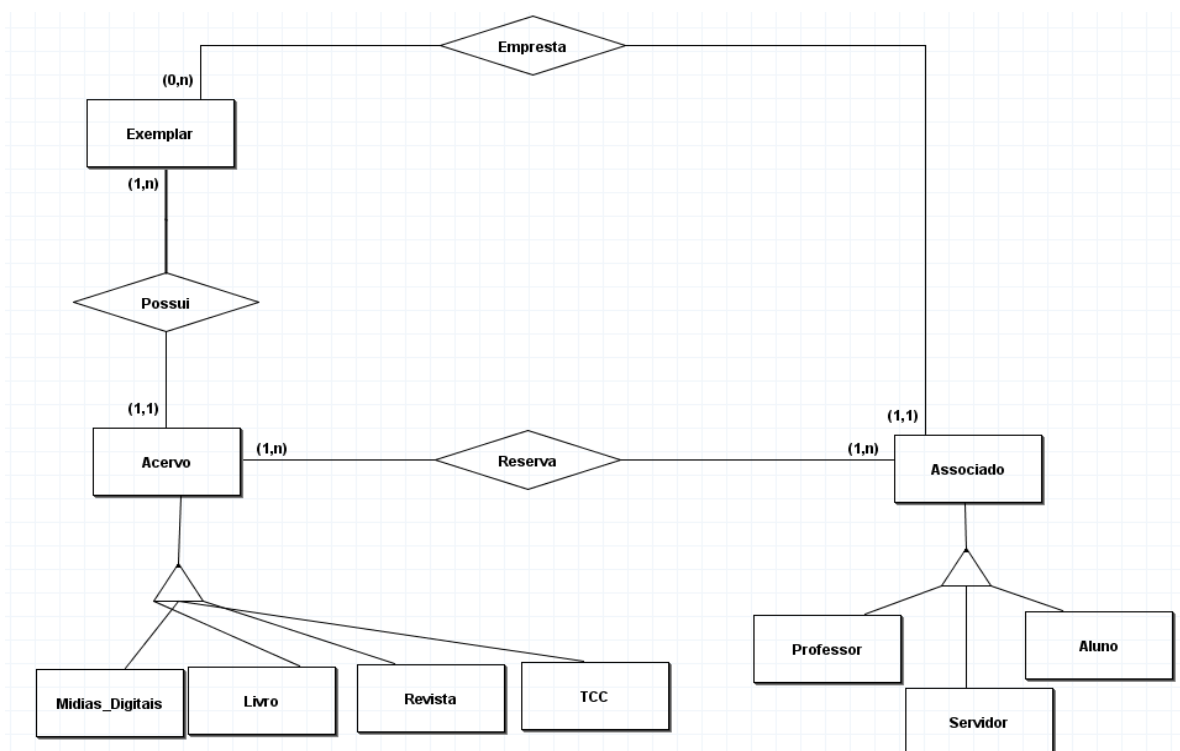 Empresta
(0,n)
Exemplar
(1,n)
Possui
(1,1)
(1,1)
Acervo
(1,n)
Reserva
(1,n)
Associado
Professor
Aluno
Mídias_Digitais
Livro
Revista
TCC
Servidor